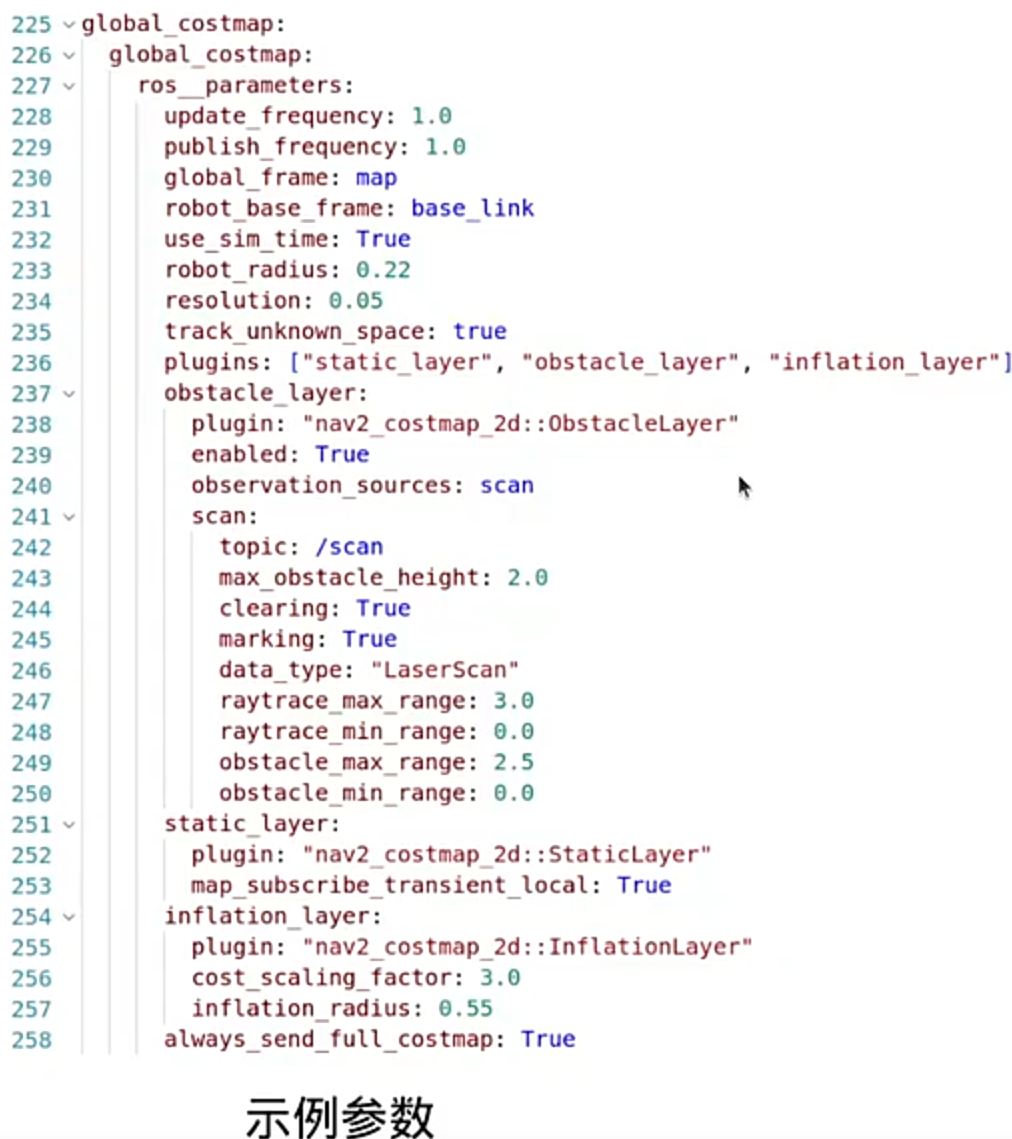 225 global_costmap:
226 global_costmap:
227 ros__parameters:
228 update_frequency: 1.0
229 publish_frequency: 1.0
230 global_frame: map
231 robot_base_frame: base_link
232 use_sim_time: True
233 robot_radius: 0.22
234 resolution: 0.05
235 track_unknown_space: true
236 plugins: ["static_layer", "obstacle_layer", "inflation_layer"]
237 obstacle_layer:
238 plugin: "nav2_costmap_2d::ObstacleLayer"
239 enabled: True
240 observation_sources: scan
241 scan:
242 topic: /scan
243 max_obstacle_height: 2.0
244 clearing: True
245 marking: True
246 data_type: "LaserScan"
247 raytrace_max_range: 3.0
248 raytrace_min_range: 0.0
249 obstacle_max_range: 2.5
250 obstacle_min_range: 0.0
251 static_layer:
252 plugin: "nav2_costmap_2d::StaticLayer"
253 map_subscribe_transient_local: True
254 inflation_layer:
255 plugin: "nav2_costmap_2d::InflationLayer"
256 cost_scaling_factor: 3.0
257 inflation_radius: 0.55
258 always_send_full_costmap: True
示例参数